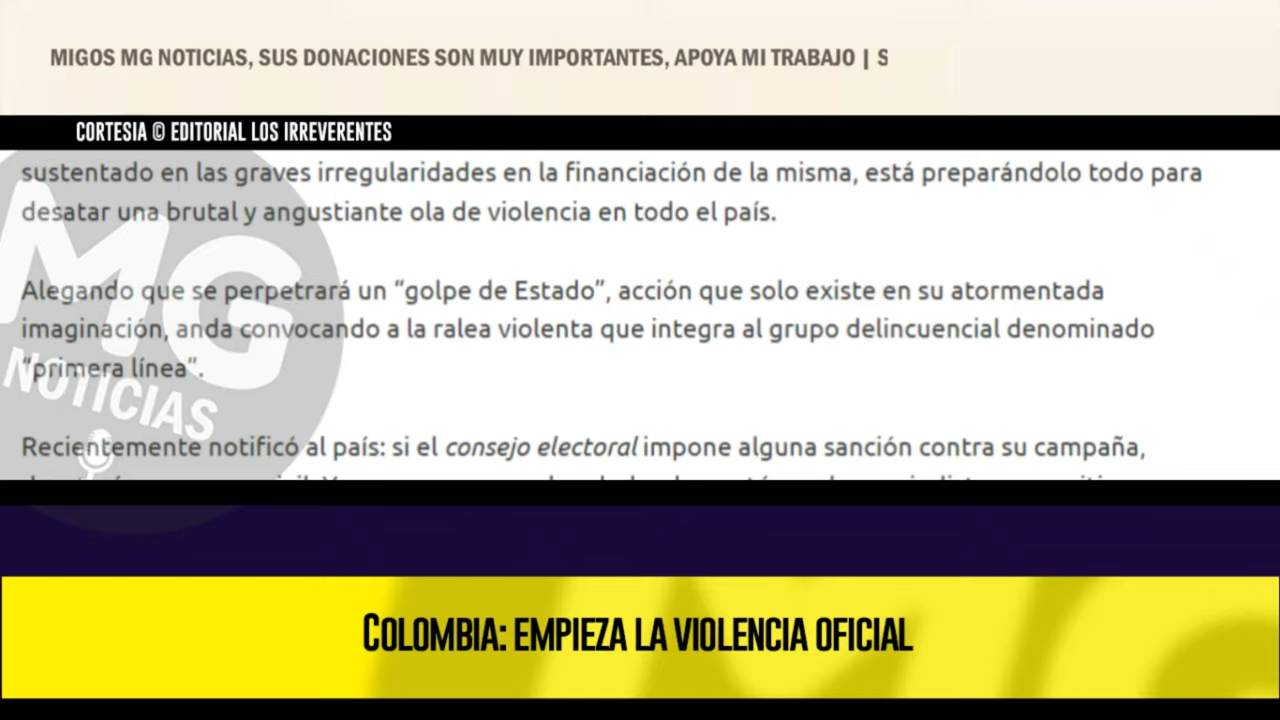 MIGOS MG NOTICIAS, SUS DONACIONES SON MUY IMPORTANTES, APOYA MI TRABAJO | S
CORTESIA © EDITORIAL LOS IRREVERENTES
sustentado en las graves irregularidades en la financiación de la misma, está preparándolo todo para
desatar una brutal y angustiante ola de violencia en todo el país.
Alegando que se perpetrará un “golpe de Estado”, acción que solo existe en su atormentada
imaginación, anda convocando a la ralea violenta que integra al grupo delincuencial denominado
“primera línea”.
Recientemente notificó al país: si el consejo electoral impone alguna sanción contra su campaña,
MG
NOTICIAS
COLOMBIA: EMPIEZA LA VIOLENCIA OFICIAL